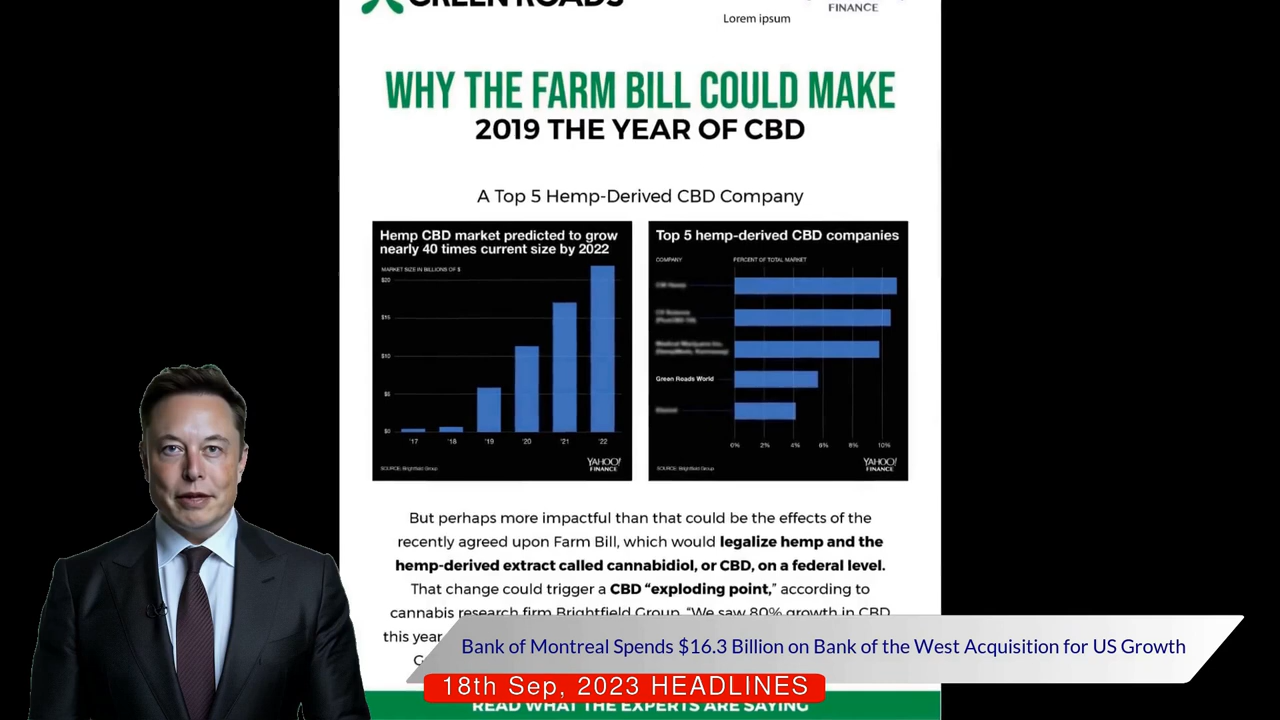 GREEN ROADS
FINANCE
Lorem ipsum
WHY THE FARM BILL COULD MAKE
2019 THE YEAR OF CBD
A Top 5 Hemp-Derived CBD Company
Hemp CBD market predicted to grow
nearly 40 times current size by 2022
MARKET SIZE IN BILLIONS OF $
$20
$15
$10
$5
$0
'17 '18 '19 '20 '21 '22
SOURCE: Brightfield Group
YAHOO!
FINANCE
Top 5 hemp-derived CBD companies
COMPANY PERCENT OF TOTAL MARKET
Green Roads World
0% 2% 4% 6% 8% 10%
SOURCE: Brightfield Group
YAHOO!
FINANCE
But perhaps more impactful than that could be the effects of the
recently agreed upon Farm Bill, which would legalize hemp and the
hemp-derived extract called cannabidiol, or CBD, on a federal level.
That change could trigger a CBD “exploding point,” according to
cannabis research firm Brightfield Group. “We saw 80% growth in CBD
this year
Bank of Montreal Spends $16.3 Billion on Bank of the West Acquisition for US Growth
18th Sep, 2023 HEADLINES
READ WHAT THE EXPERTS ARE SAYING